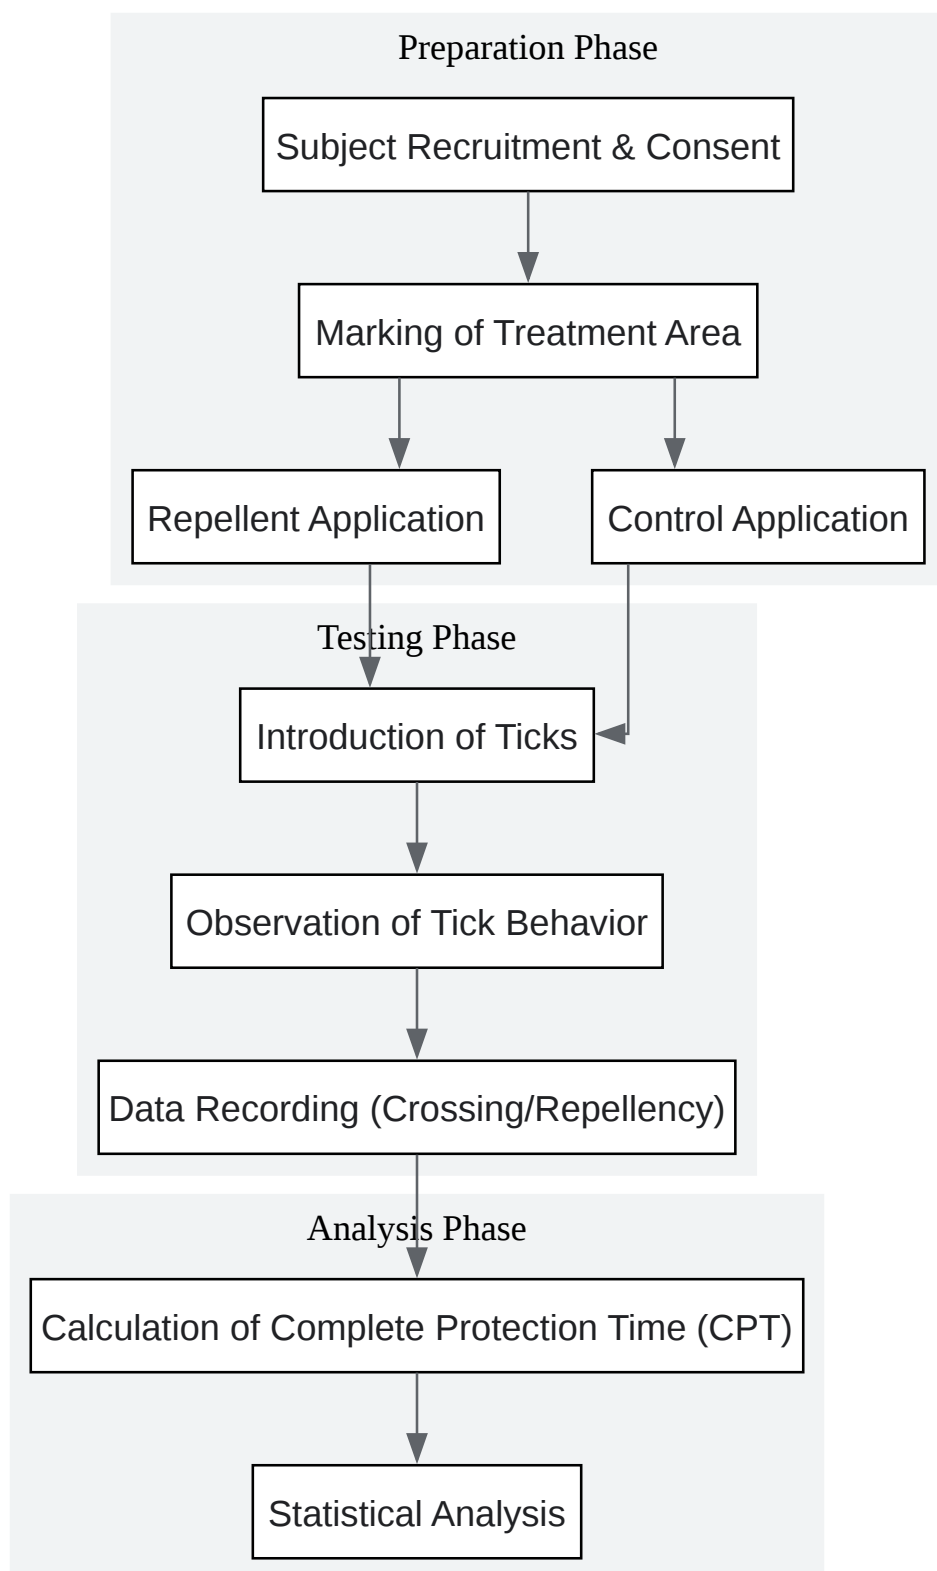 Preparation Phase
Subject Recruitment & Consent
Marking of Treatment Area
Repellent Application
Control Application
Testing Phase
Introduction of Ticks
Observation of Tick Behavior
Data Recording (Crossing/Repellency)
Analysis Phase
Calculation of Complete Protection Time (CPT)
Statistical Analysis